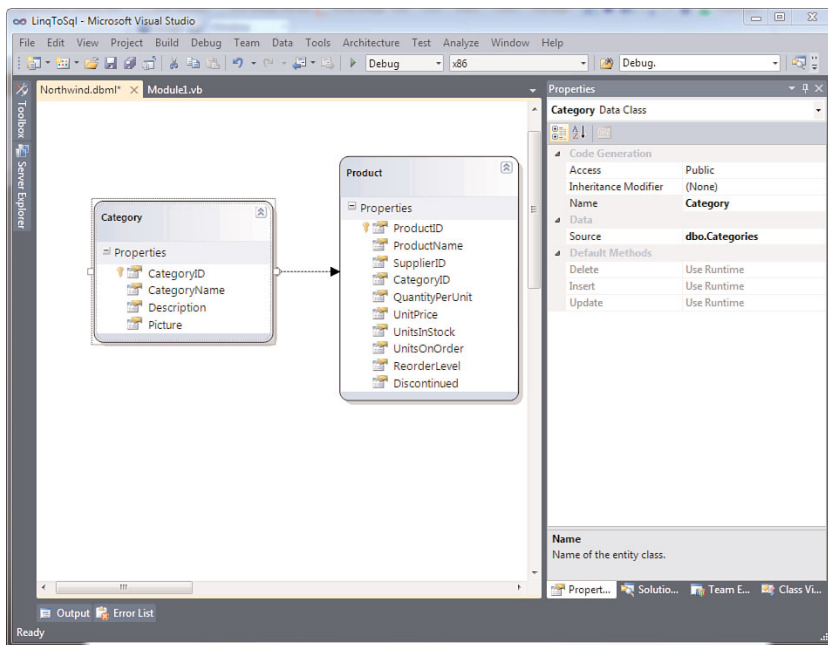 LinqToSql - Microsoft Visual Studio
File Edit View Project Build Debug Team Data Tools Architecture Test Analyze Window Help
Debug x86 Debug.
Toolbox
Server Explorer
Northwind.dbml* Module1.vb
Category
Properties
CategoryID
CategoryName
Description
Picture
Product
Properties
ProductID
ProductName
SupplierID
CategoryID
QuantityPerUnit
UnitPrice
UnitsInStock
UnitsOnOrder
ReorderLevel
Discontinued
Properties
Category Data Class
Code Generation
Access Public
Inheritance Modifier (None)
Name Category
Data
Source dbo.Categories
Default Methods
Delete Use Runtime
Insert Use Runtime
Update Use Runtime
Name
Name of the entity class.
Propert... Solutio... Team E... Class Vi...
Output Error List
Ready